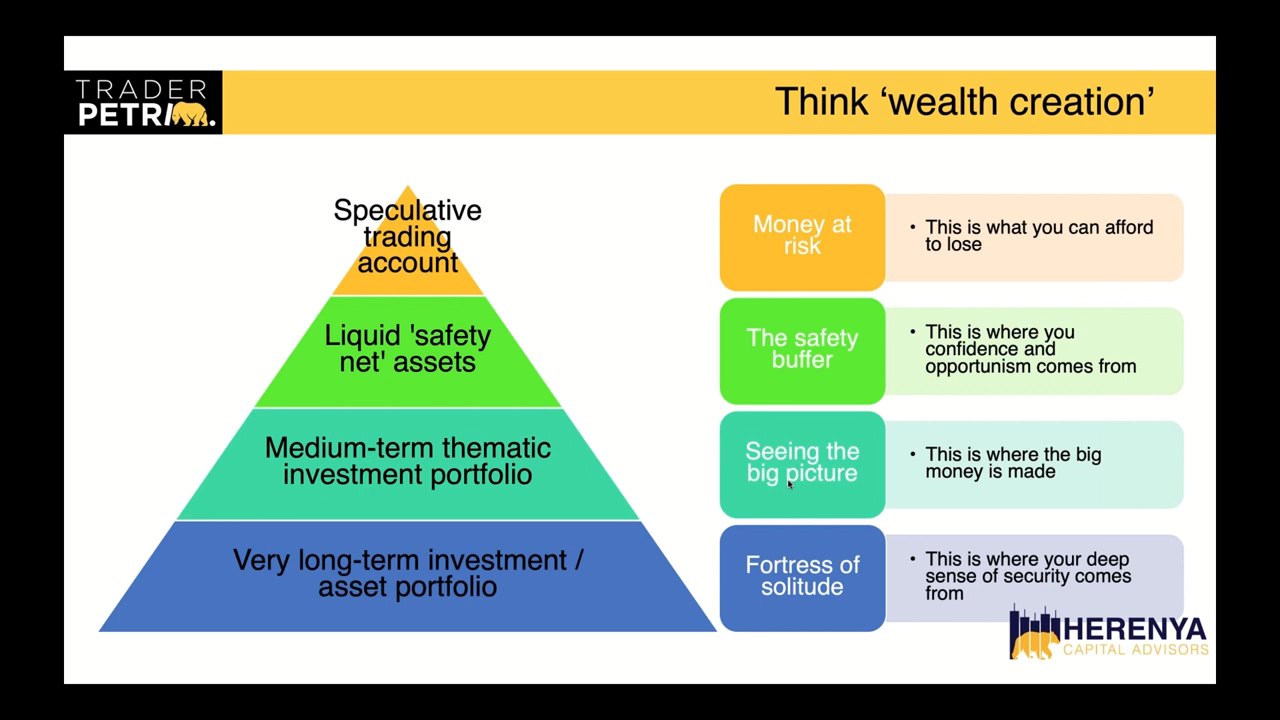 TRADER
PETRI.
Think ‘wealth creation’
Speculative
trading
account
Liquid 'safety
net' assets
Medium-term thematic
investment portfolio
Very long-term investment /
asset portfolio
Money at
risk
• This is what you can afford
to lose
The safety
buffer
• This is where you
confidence and
opportunism comes from
Seeing the
big picture
• This is where the big
money is made
Fortress of
solitude
• This is where your deep
sense of security comes
from
HERENYA
CAPITAL ADVISORS